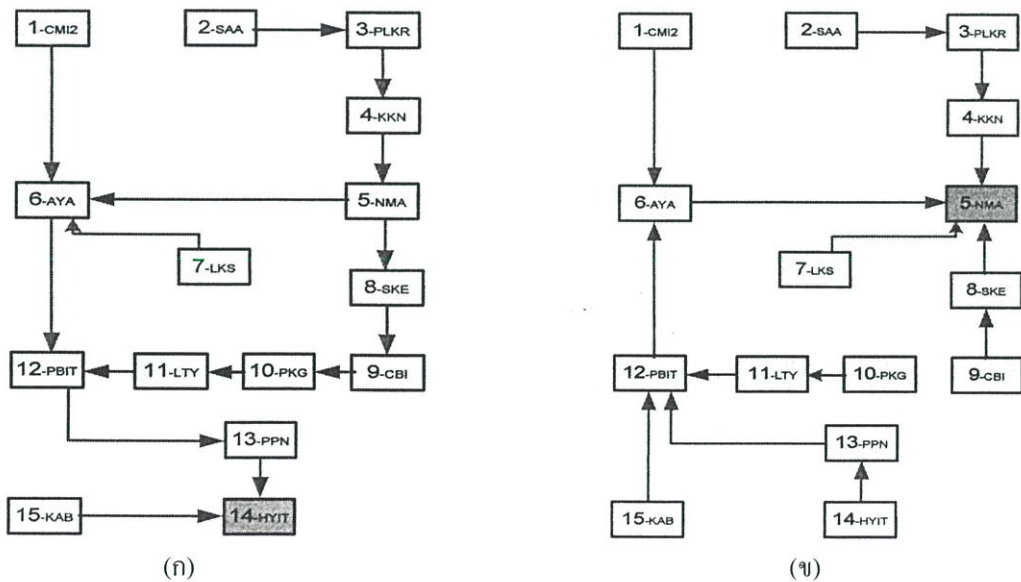 1-CMI2
2-SAA
3-PLKR
4-KKN
6-AYA
5-NMA
7-LKS
8-SKE
12-PBIT
11-LTY
10-PKG
9-CBI
13-PPN
15-KAB
14-HYIT
(ก)
1-CMI2
2-SAA
3-PLKR
4-KKN
6-AYA
5-NMA
7-LKS
8-SKE
12-PBIT
11-LTY
10-PKG
9-CBI
13-PPN
15-KAB
14-HYIT
(ข)